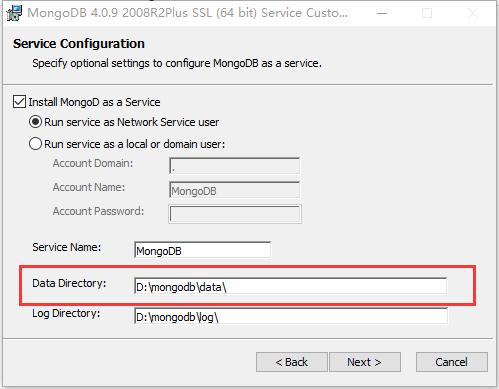 MongoDB 4.0.9 2008R2Plus SSL (64 bit) Service Custo...
Service Configuration
Specify optional settings to configure MongoDB as a service.
Install MongoD as a Service
Run service as Network Service user
Run service as a local or domain user:
Account Domain: .
Account Name: MongoDB
Account Password:
Service Name: MongoDB
Data Directory: D:\mongodb\data\
Log Directory: D:\mongodb\log\
< Back Next > Cancel